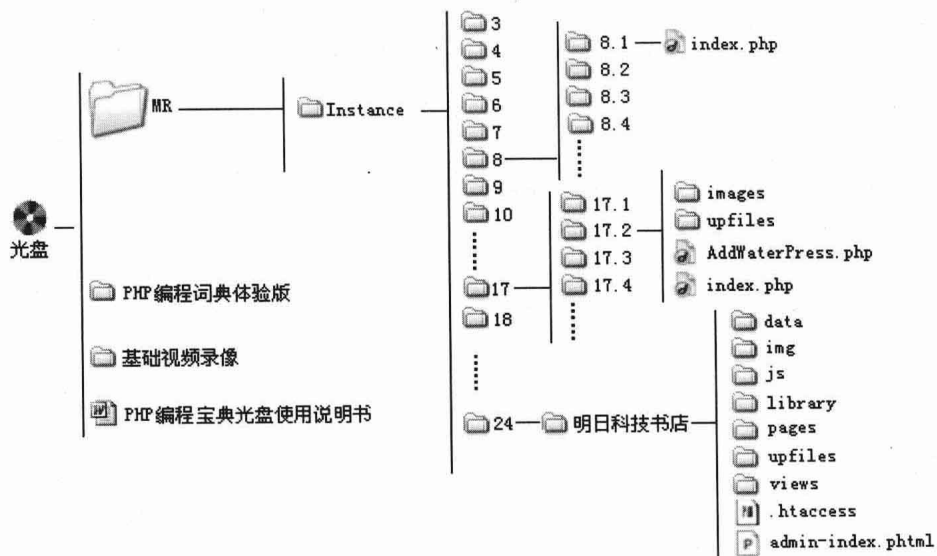 光盘
MR
PHP编程词典体验版
基础视频录像
PHP编程宝典光盘使用说明书
Instance
3
4
5
6
7
8
9
10
17
18
24
8.1
index.php
8.2
8.3
8.4
17.1
17.2
17.3
17.4
images
upfiles
AddWaterPress.php
index.php
明日科技书店
data
img
js
library
pages
upfiles
views
.htaccess
admin-index.phtml